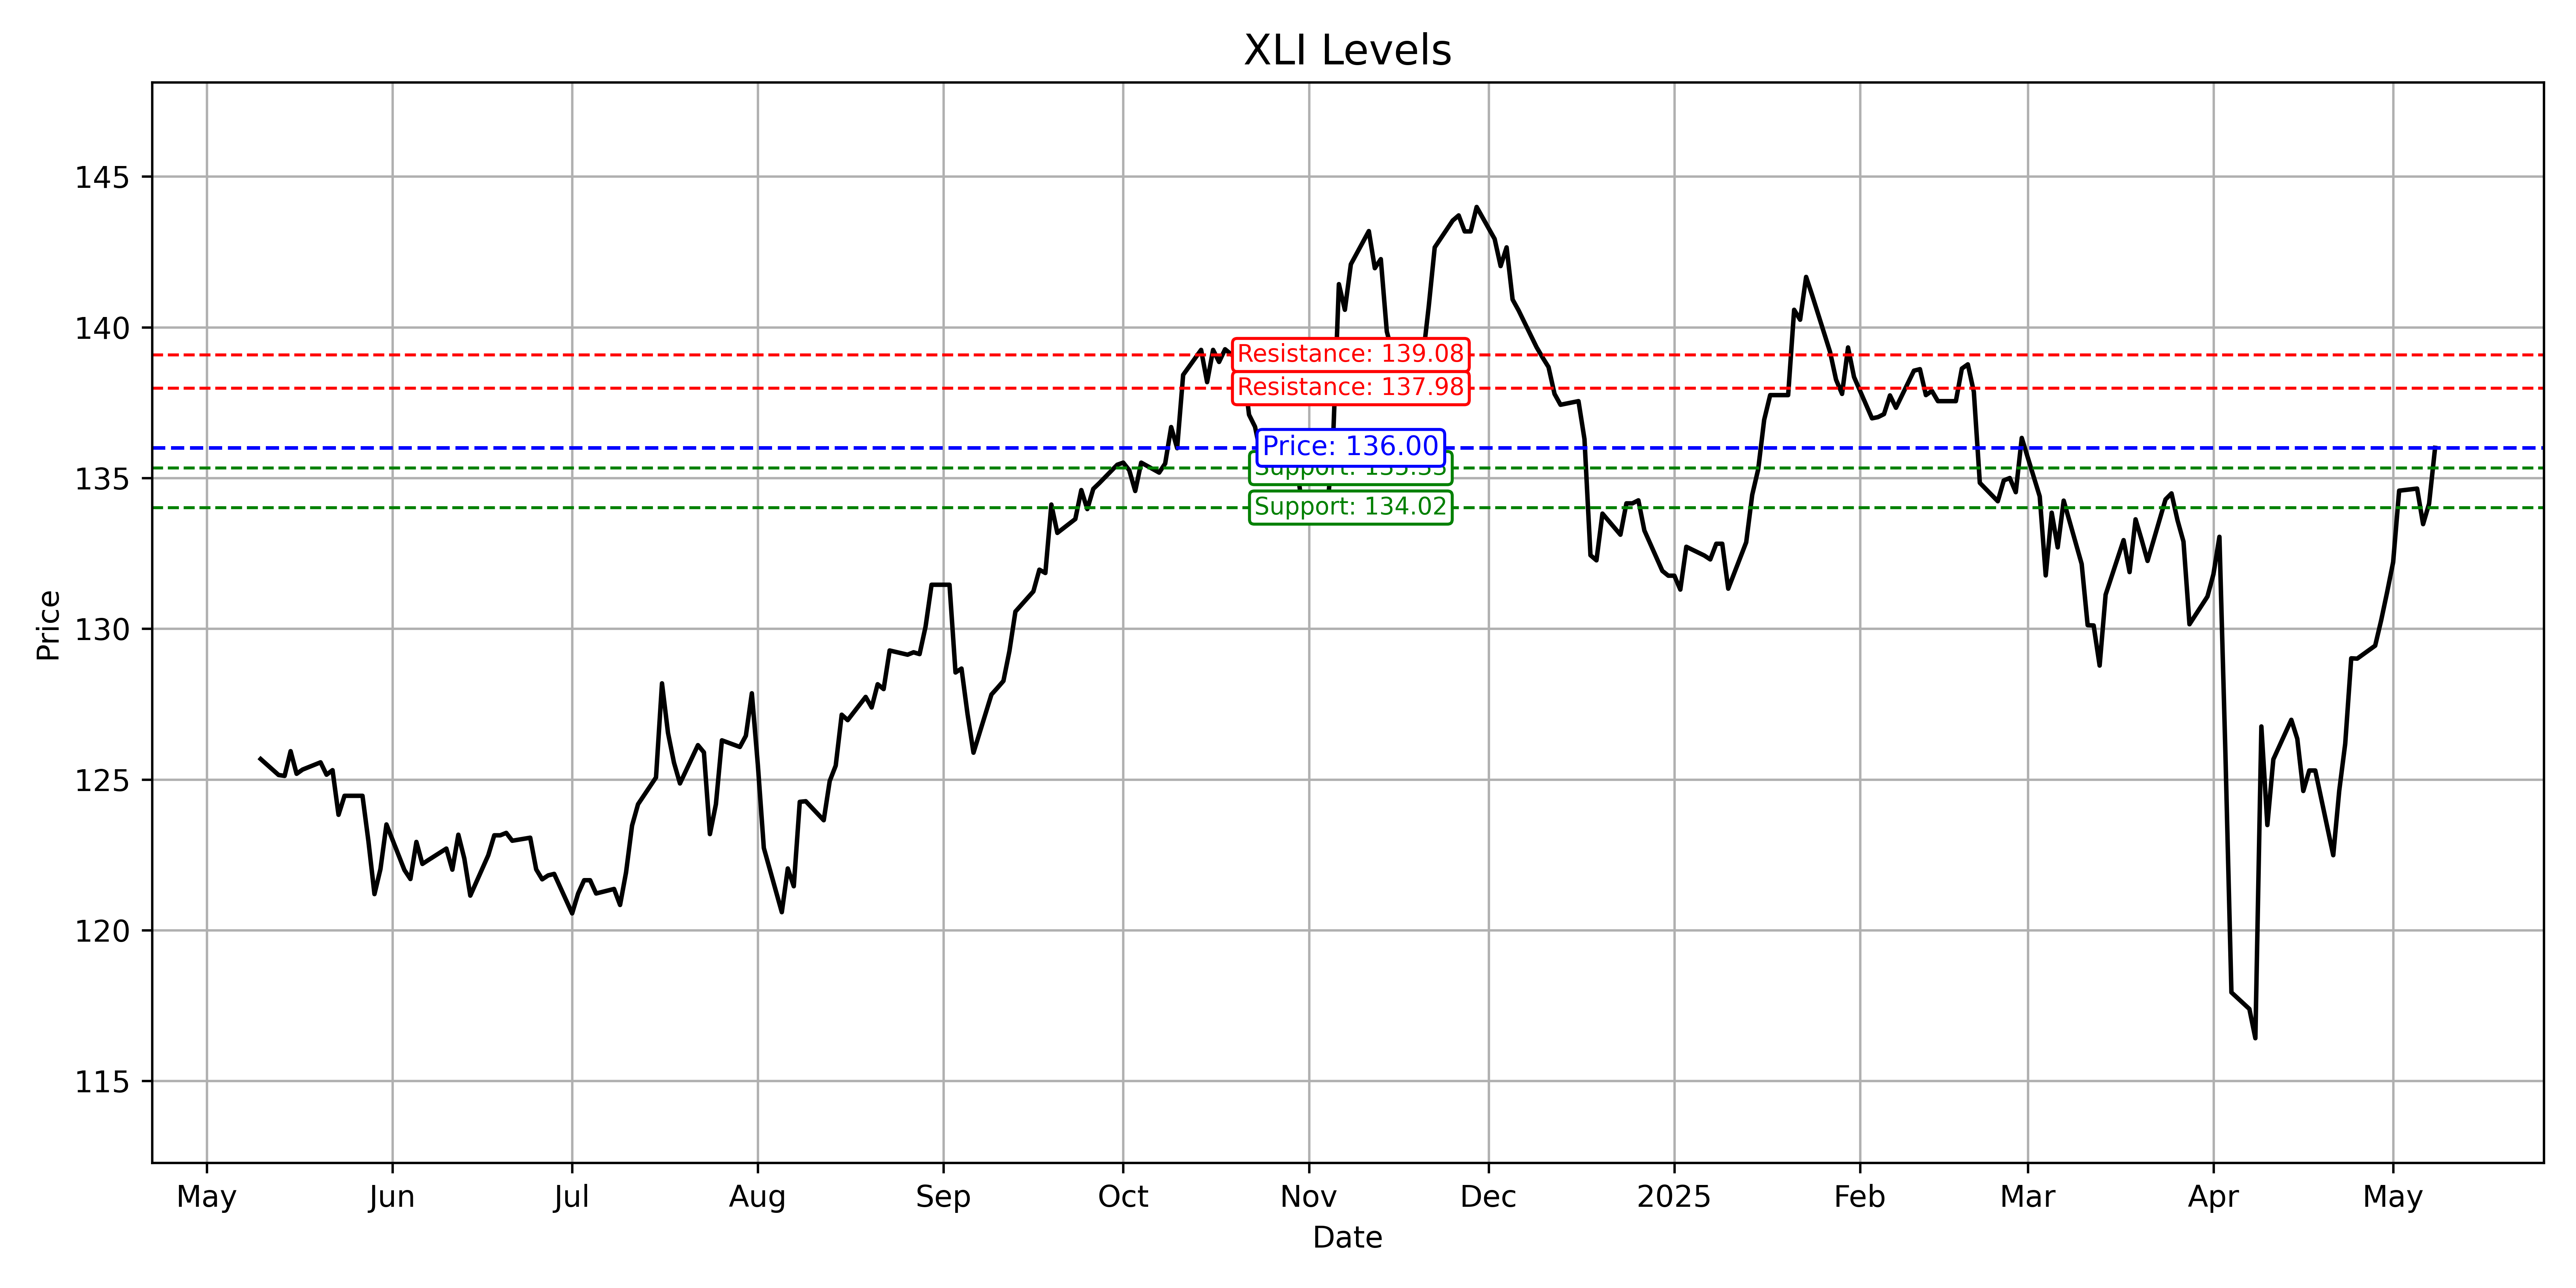 XLI Levels
145
140
135
130
125
120
115
Price
Resistance: 139.08
Resistance: 137.98
Price: 136.00
Support: 134.02
May
Jun
Jul
Aug
Sep
Oct
Nov
Dec
2025
Feb
Mar
Apr
May
Date